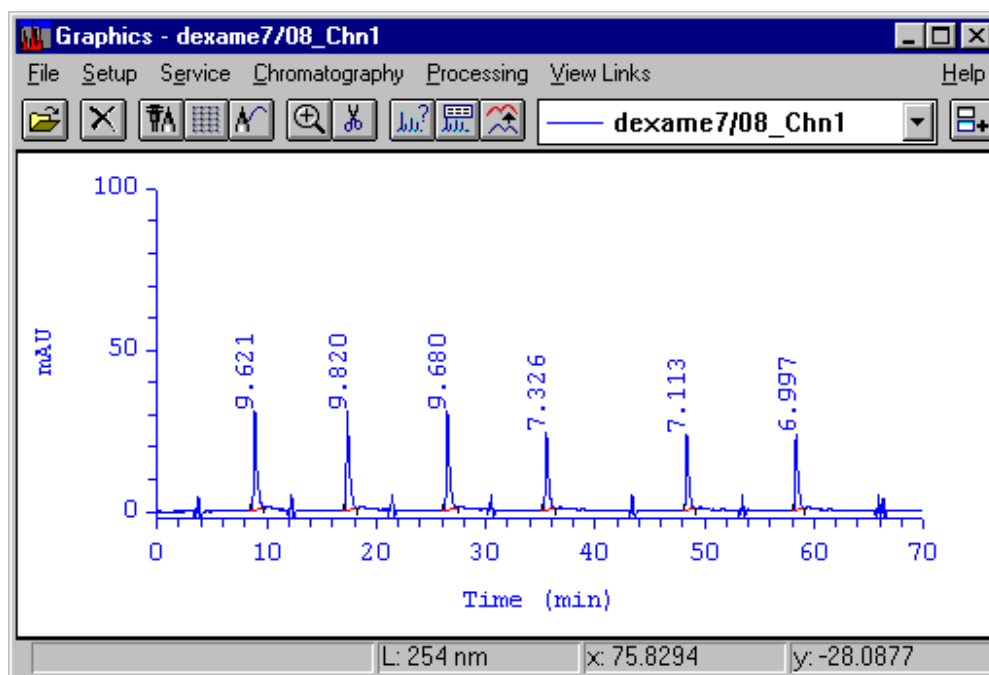 Graphics - dexame7/08_Chn1
File Setup Service Chromatography Processing View Links Help
dexame7/08_Chn1
100
50
0
mAU
9.621
9.820
9.680
7.326
7.113
6.997
0 10 20 30 40 50 60 70
Time (min)
L: 254 nm x: 75.8294 y: -28.0877